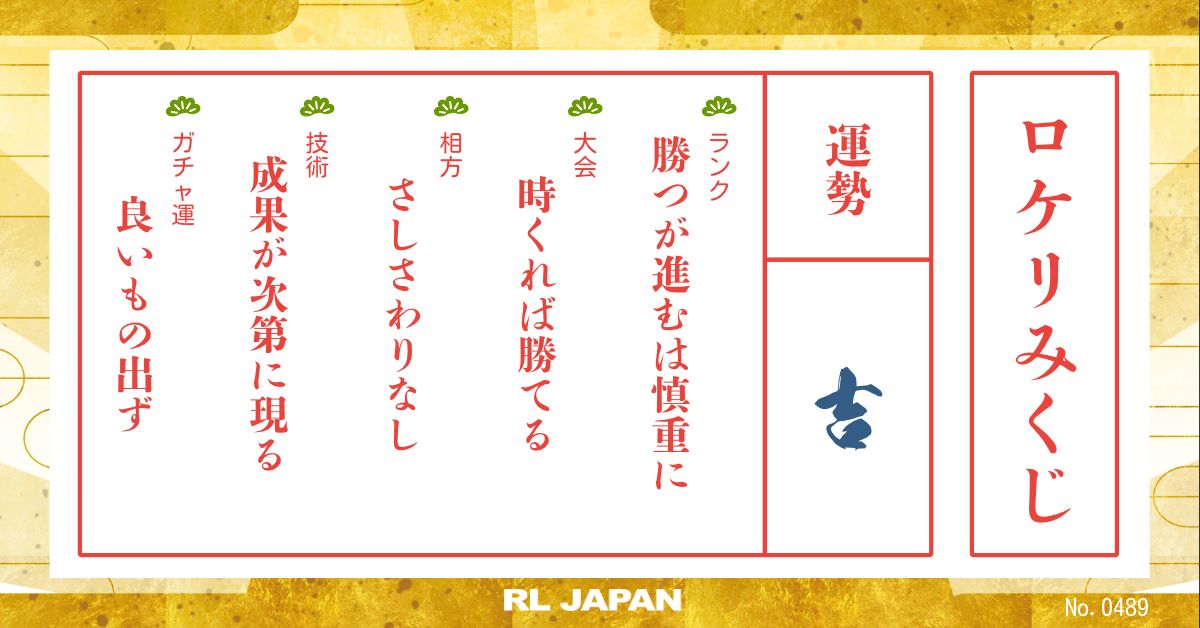 ロケリみくじ
運勢
吉
ランク
勝つが進むは慎重に
大会
時くれば勝てる
相方
さしさわりなし
技術
成果が次第に現る
ガチャ運
良いもの出ず
RL JAPAN
No. 0489